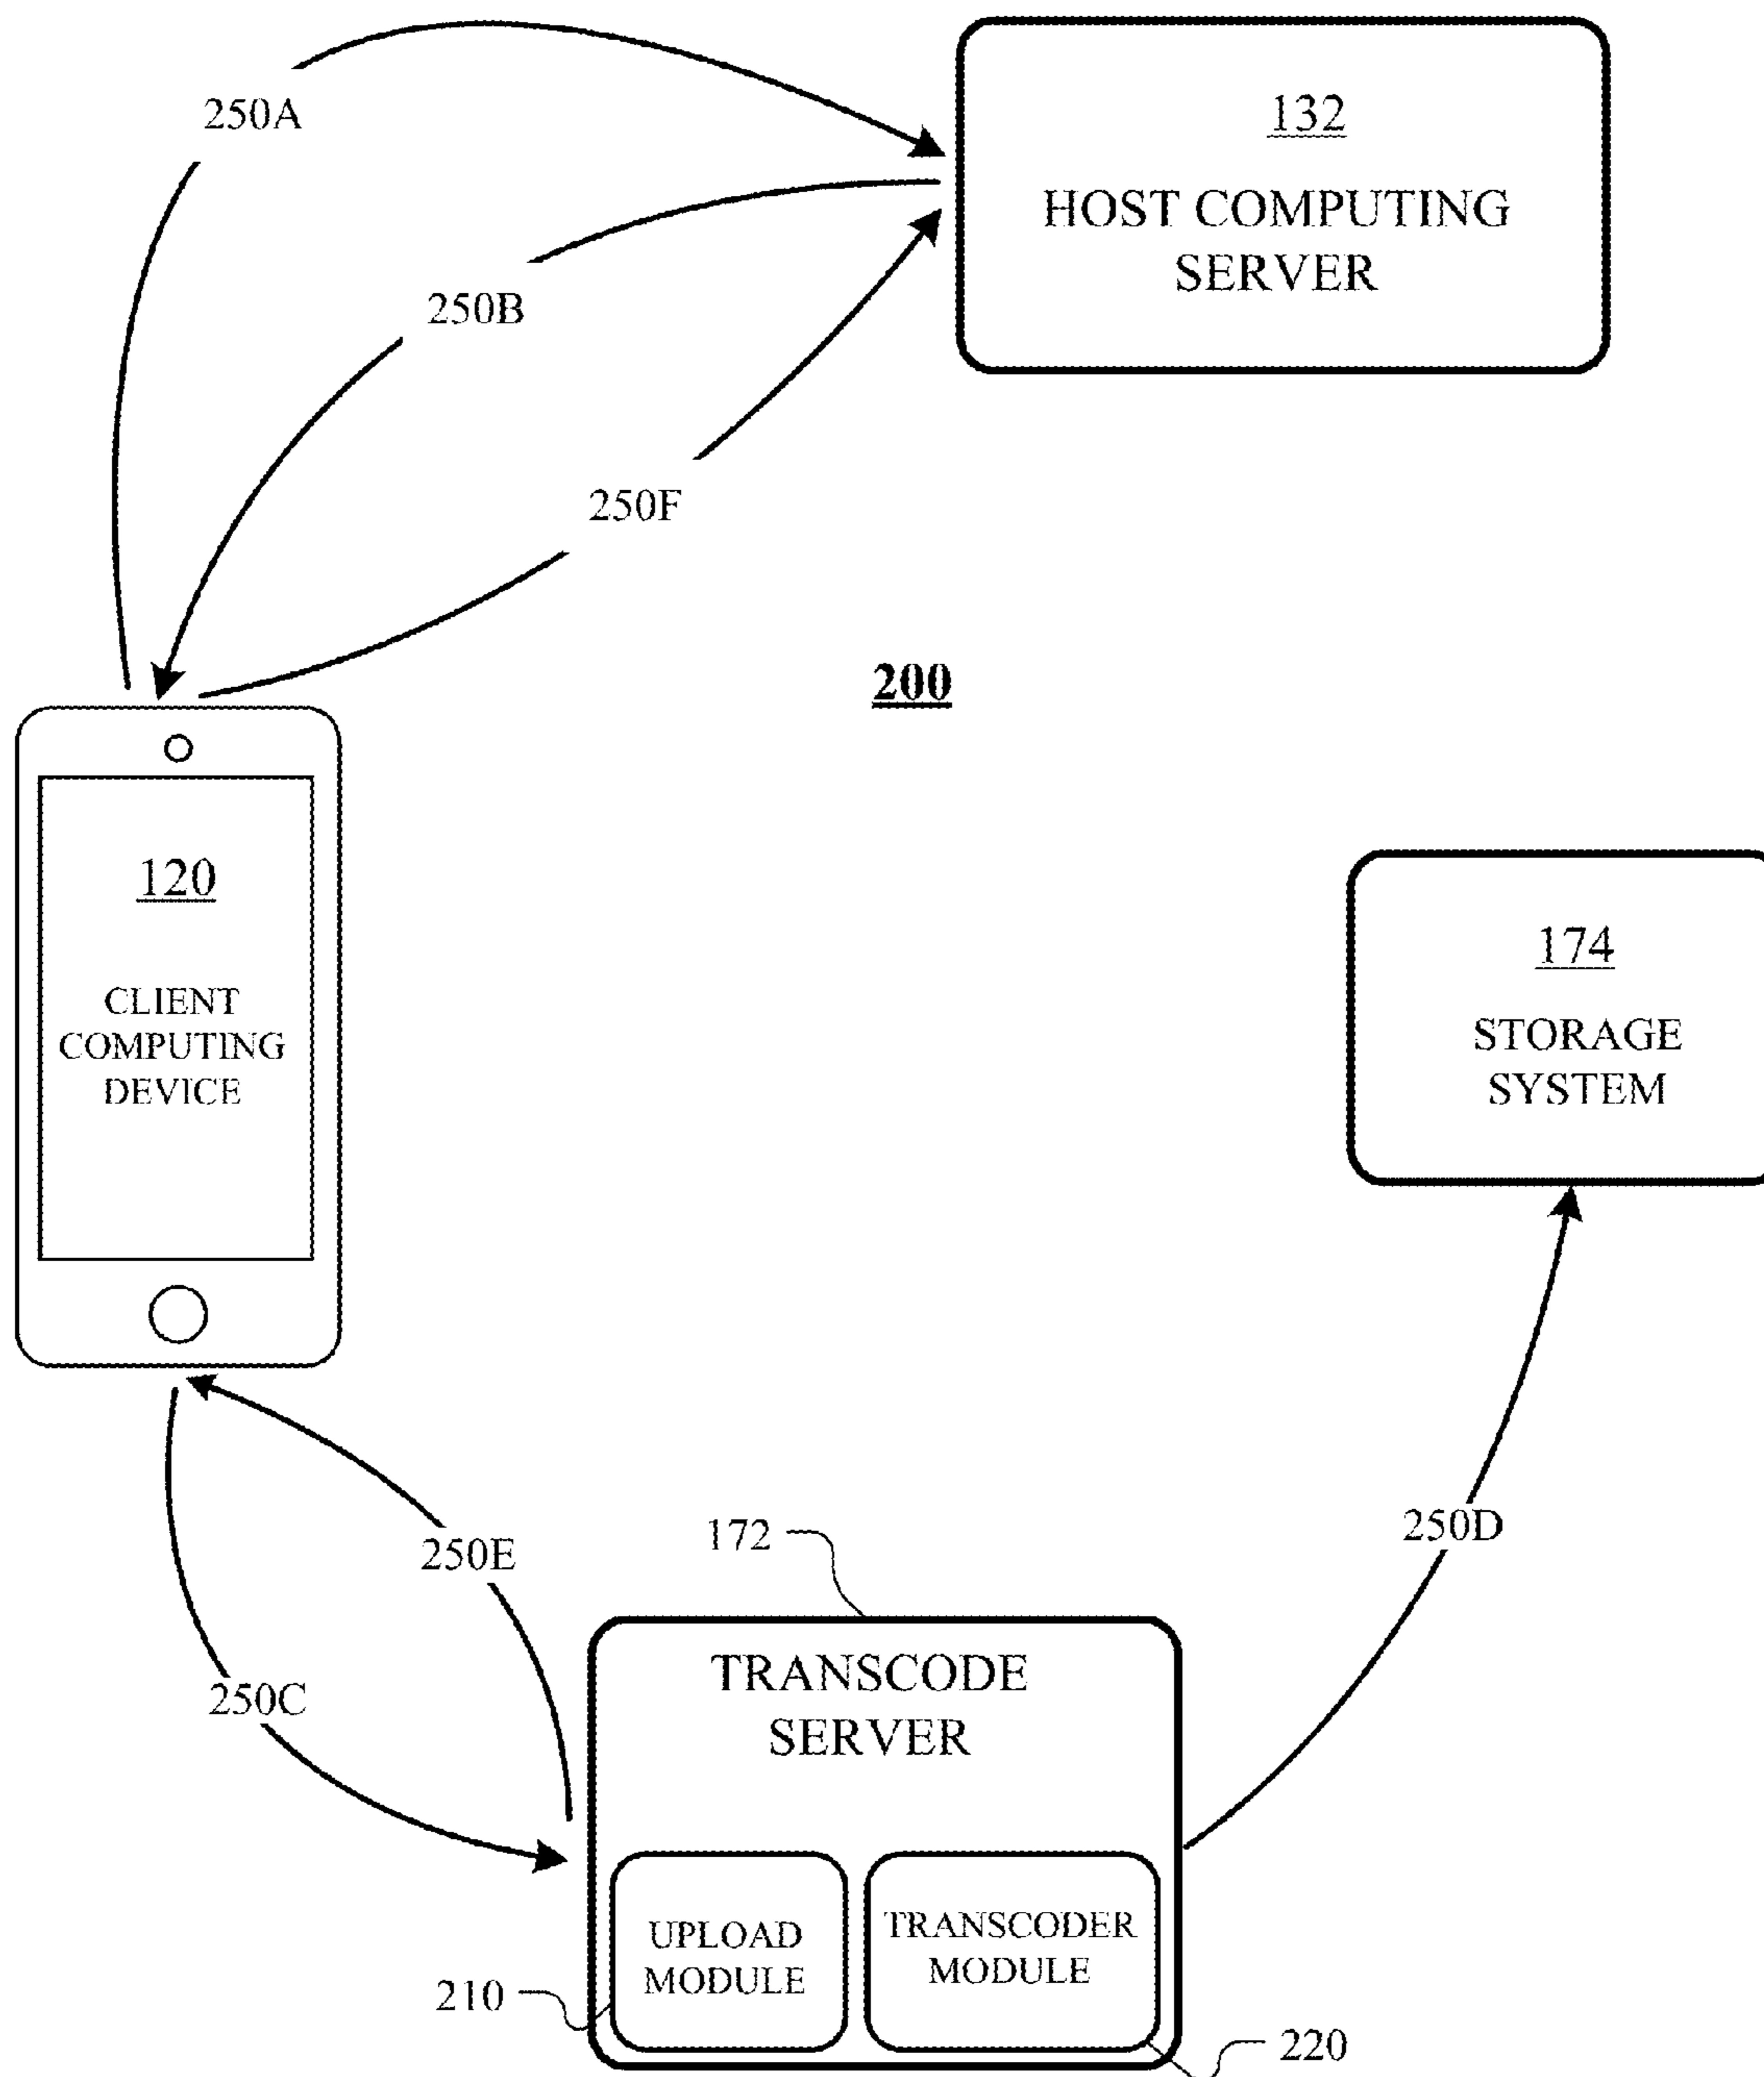 250A
132
HOST COMPUTING
SERVER
250B
250F
200
120
CLIENT
COMPUTING
DEVICE
174
STORAGE
SYSTEM
250E
172
250D
250C
TRANSCODE
SERVER
UPLOAD
MODULE
TRANSCODER
MODULE
210
220